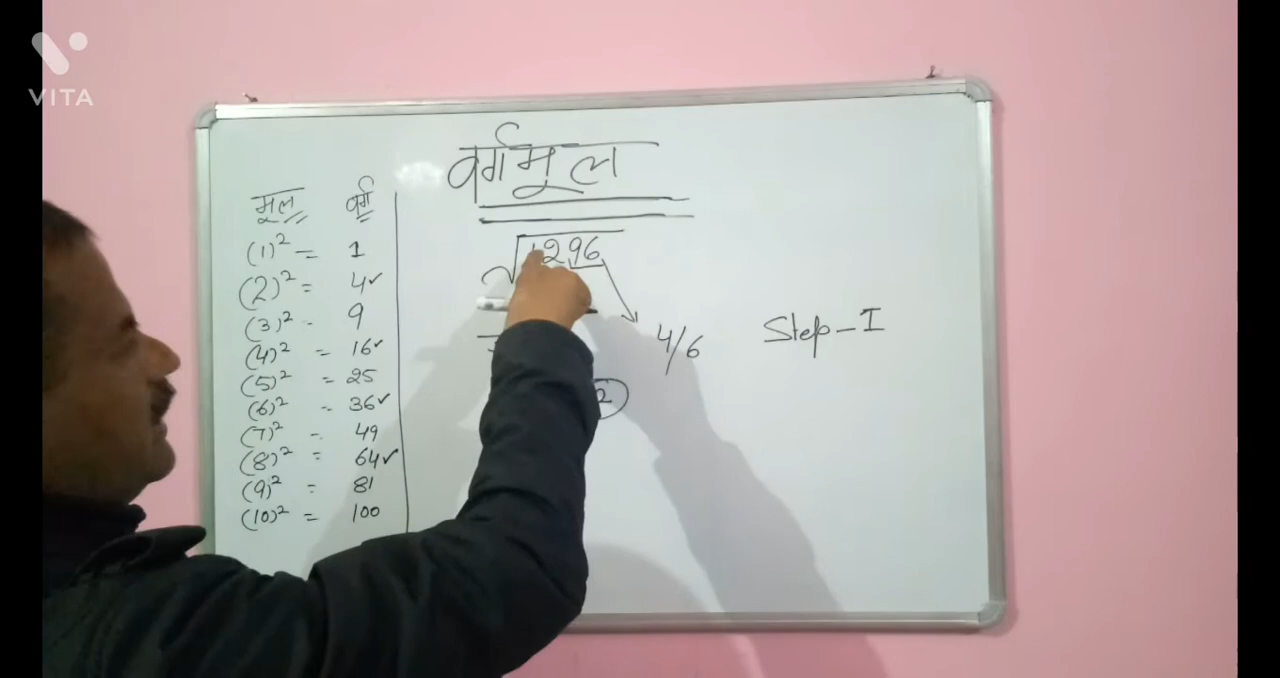 VITA
वर्गमूल
मूल वर्ग
(1)² = 1
(2)² = 4✓
(3)² - 9
(4)² = 16✓
(5)² = 25
(6)² - 36✓
(7)² - 49
(8)² = 64✓
(9)² = 81
(10)² = 100
√1296
4/6
Step-I
2